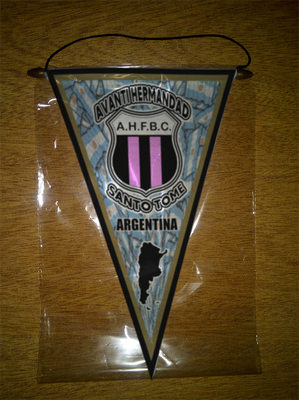 AVANTI HERMANDAD
A.H.F.B.C.
SANTO TOME
ARGENTINA